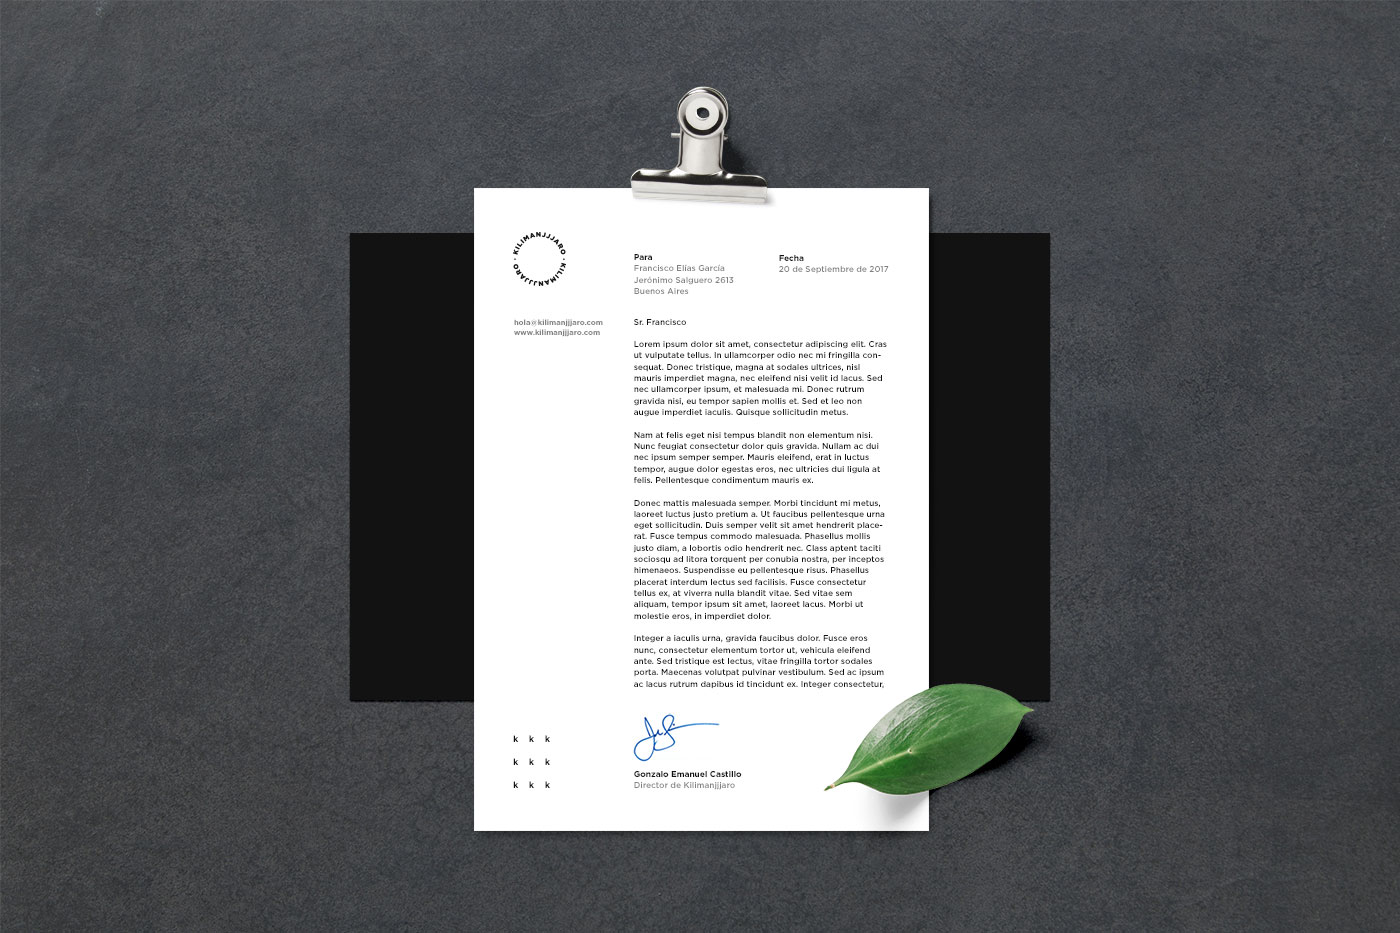 KILIMANJJJARO · KILIMANJJJARO ·
Para
Francisco Elías García
Jerónimo Salguero 2613
Buenos Aires
Fecha
20 de Septiembre de 2017
hola@kilimanjjjaro.com
www.kilimanjjjaro.com
Sr. Francisco
Lorem ipsum dolor sit amet, consectetur adipiscing elit. Cras
ut vulputate tellus. In ullamcorper odio nec mi fringilla con-
sequat. Donec tristique, magna at sodales ultrices, nisl
mauris imperdiet magna, nec eleifend nisi velit id lacus. Sed
nec ullamcorper ipsum, et malesuada mi. Donec rutrum
gravida nisi, eu tempor sapien mollis et. Sed et leo non
augue imperdiet iaculis. Quisque sollicitudin metus.
Nam at felis eget nisi tempus blandit non elementum nisi.
Nunc feugiat consectetur dolor quis gravida. Nullam ac dui
nec ipsum semper semper. Mauris eleifend, erat in luctus
tempor, augue dolor egestas eros, nec ultricies dui ligula at
felis. Pellentesque condimentum mauris ex.
Donec mattis malesuada semper. Morbi tincidunt mi metus,
laoreet luctus justo pretium a. Ut faucibus pellentesque urna
eget sollicitudin. Duis semper velit sit amet hendrerit place-
rat. Fusce tempus commodo malesuada. Phasellus mollis
justo diam, a lobortis odio hendrerit nec. Class aptent taciti
sociosqu ad litora torquent per conubia nostra, per inceptos
himenaeos. Suspendisse eu pellentesque risus. Phasellus
placerat interdum lectus sed facilisis. Fusce consectetur
tellus ex, at viverra nulla blandit vitae. Sed vitae sem
aliquam, tempor ipsum sit amet, laoreet lacus. Morbi ut
molestie eros, in imperdiet dolor.
Integer a iaculis urna, gravida faucibus dolor. Fusce eros
nunc, consectetur elementum tortor ut, vehicula eleifend
ante. Sed tristique est lectus, vitae fringilla tortor sodales
porta. Maecenas volutpat pulvinar vestibulum. Sed ac ipsum
ac lacus rutrum dapibus id tincidunt ex. Integer consectetur,
k k k
k k k
k k k
Gonzalo Emanuel Castillo
Director de Kilimanjjjaro